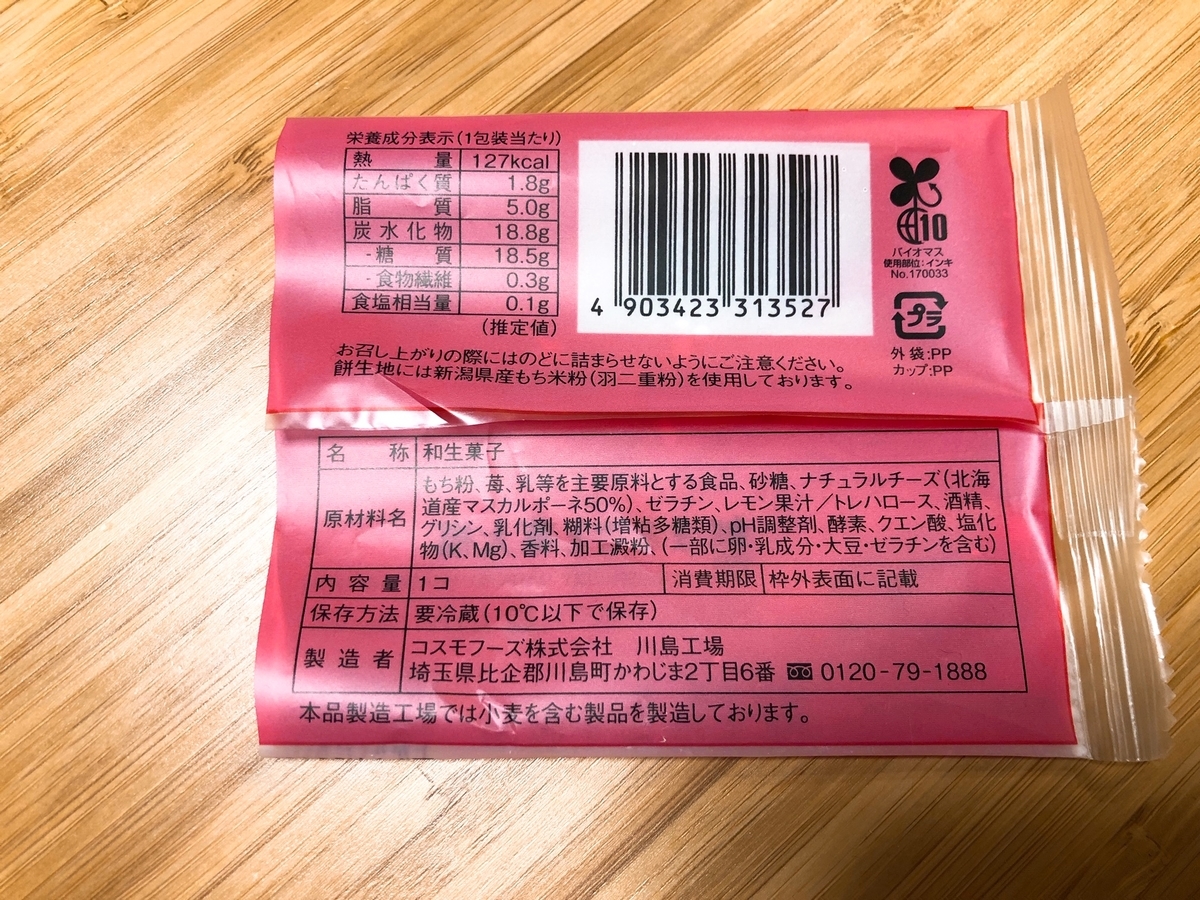 栄養成分表示(1包装当たり)
熱量 127kcal
たんぱく質 1.8g
脂質 5.0g
炭水化物 18.8g
-糖質 18.5g
-食物繊維 0.3g
食塩相当量 0.1g
(推定値)
4 903423 313527
10
バイオマス
使用部位:インキ
No.170033
プラ
外袋:PP
カップ:PP
お召し上がりの際にはのどに詰まらせないようにご注意ください。
餅生地には新潟県産もち米粉(羽二重粉)を使用しております。
名称 和生菓子
原材料名 もち粉、苺、乳等を主要原料とする食品、砂糖、ナチュラルチーズ(北海
道産マスカルポーネ50%)、ゼラチン、レモン果汁/トレハロース、酒精、
グリシン、乳化剤、糊料(増粘多糖類)、pH調整剤、酵素、クエン酸、塩化
物(K、Mg)、香料、加工澱粉、(一部に卵・乳成分・大豆・ゼラチンを含む)
内容量 1コ 消費期限 枠外表面に記載
保存方法 要冷蔵(10℃以下で保存)
製造者 コスモフーズ株式会社 川島工場
埼玉県比企郡川島町かわじま2丁目6番 0120-79-1888
本品製造工場では小麦を含む製品を製造しております。